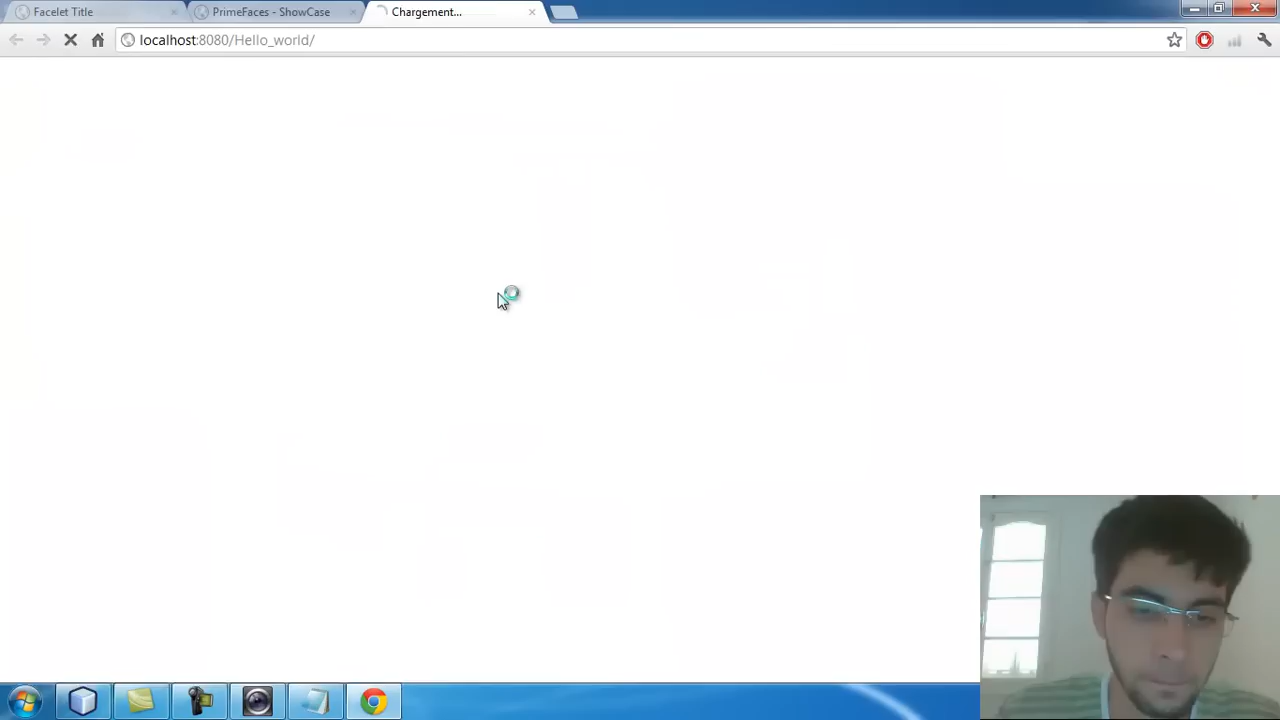 Facelet Title
PrimeFaces - ShowCase
Chargement...
localhost:8080/Hello_world/